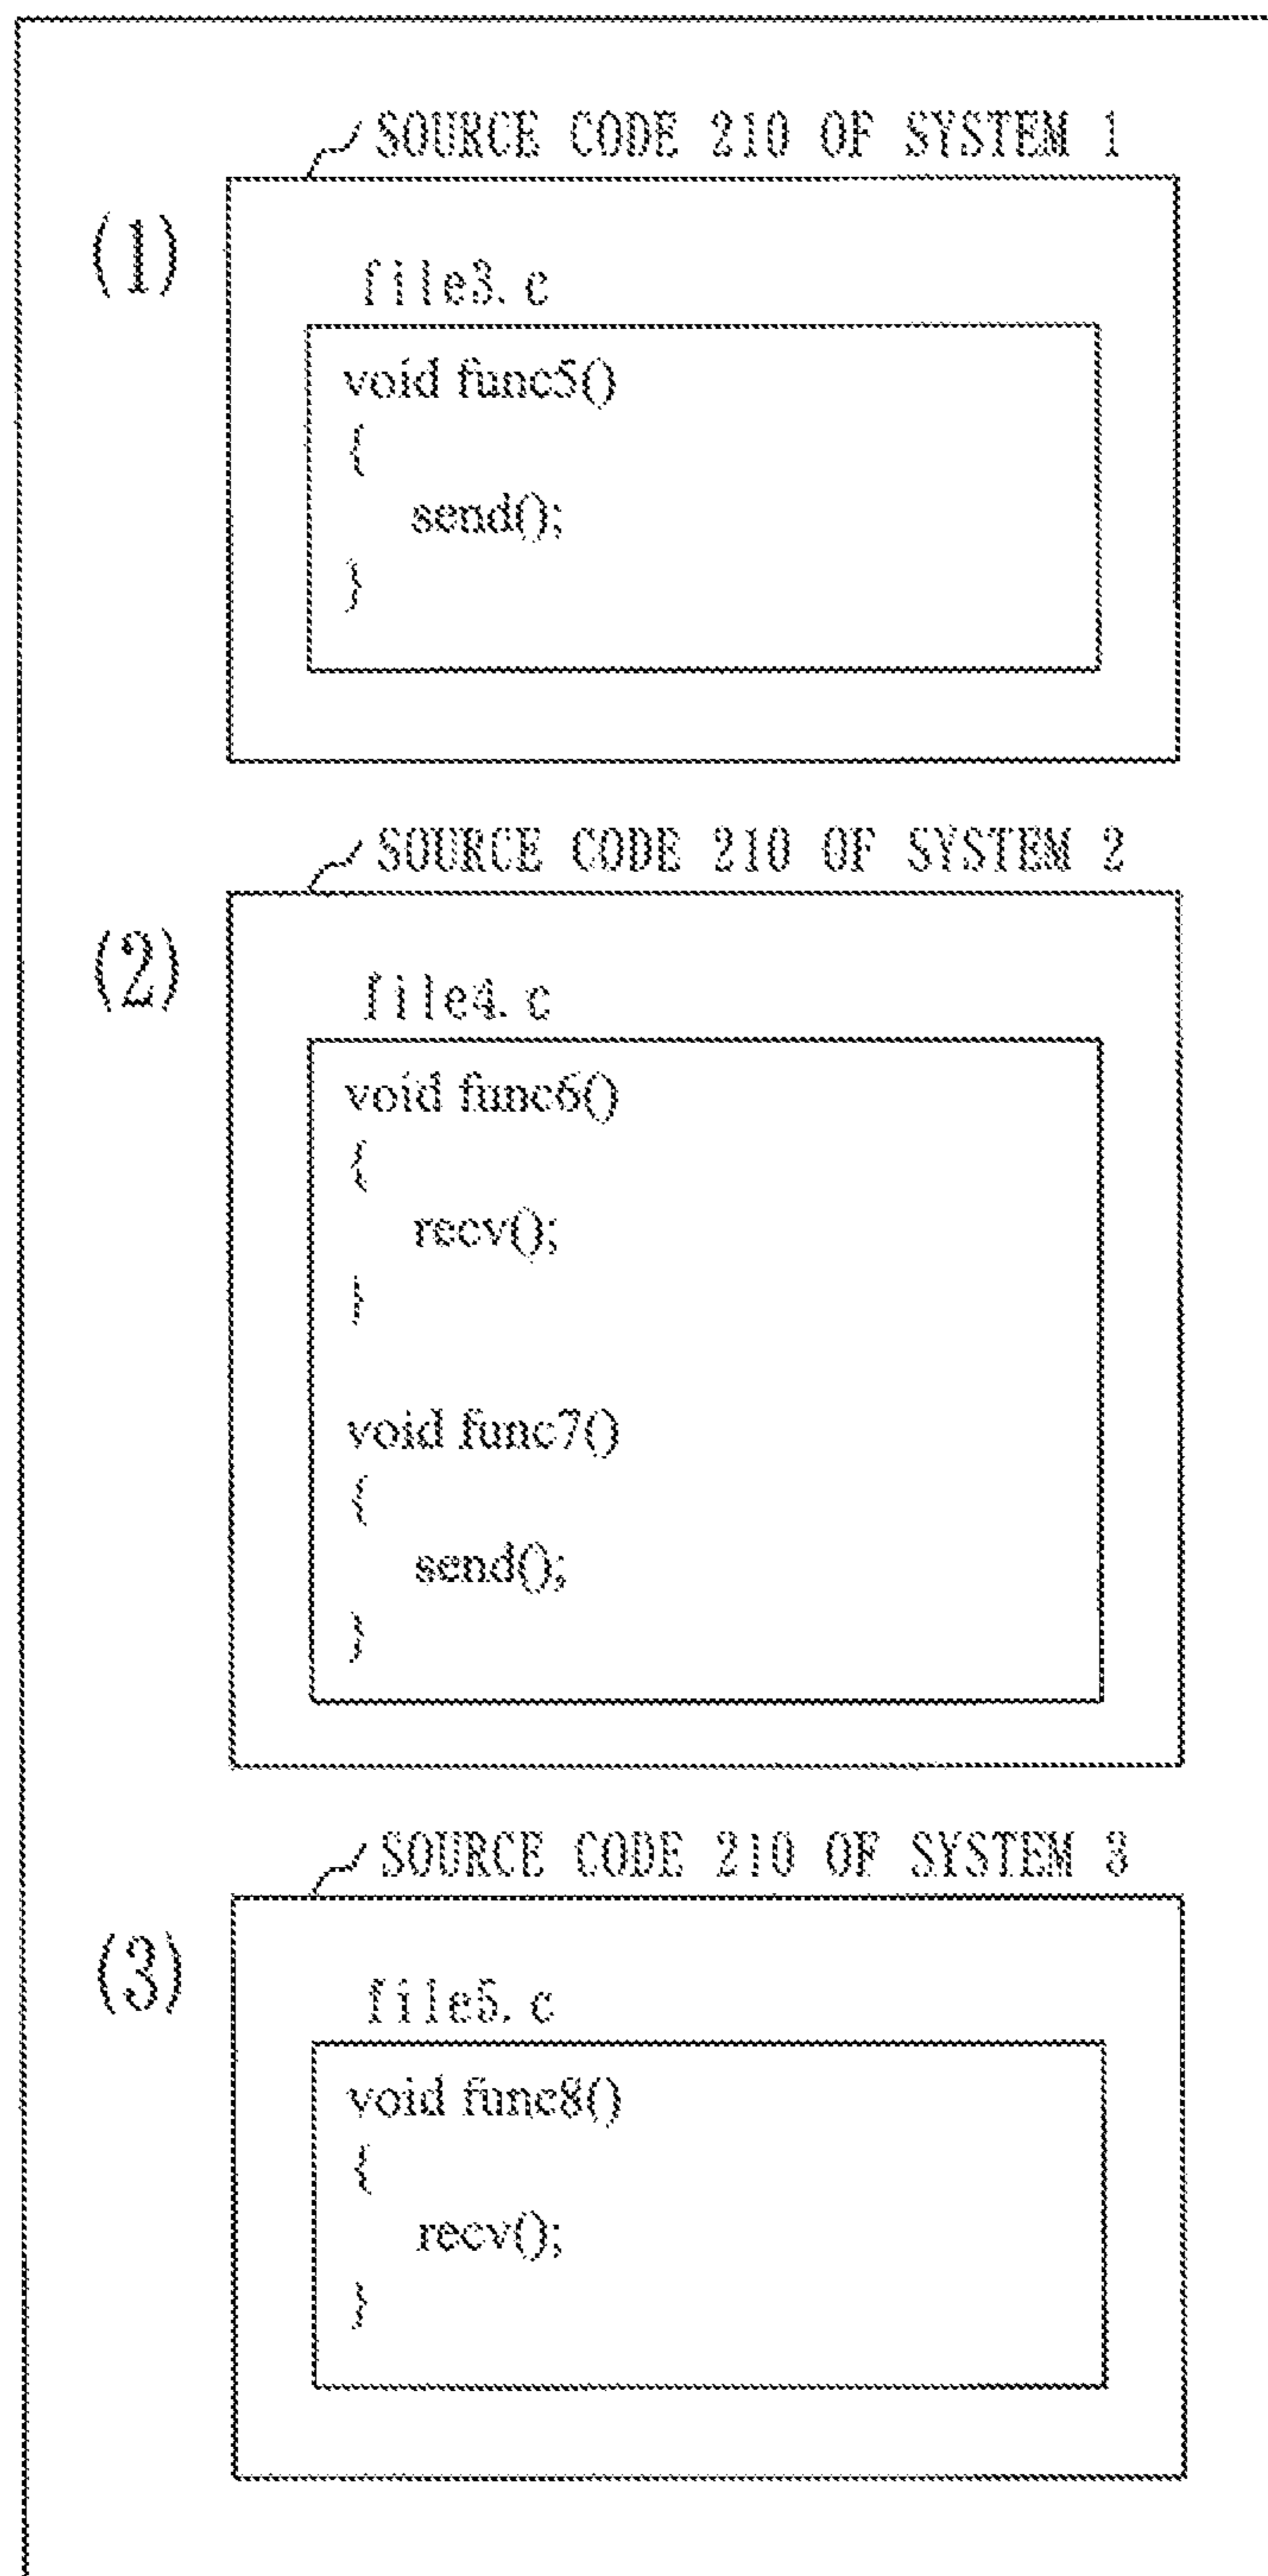 SOURCE CODE 210 OF SYSTEM 1
(1)
file3.c
void func5()
{
send();
}
SOURCE CODE 210 OF SYSTEM 2
(2)
file4.c
void func6()
{
recv();
}
void func7()
{
send();
}
SOURCE CODE 210 OF SYSTEM 3
(3)
file5.c
void func8()
{
recv();
}